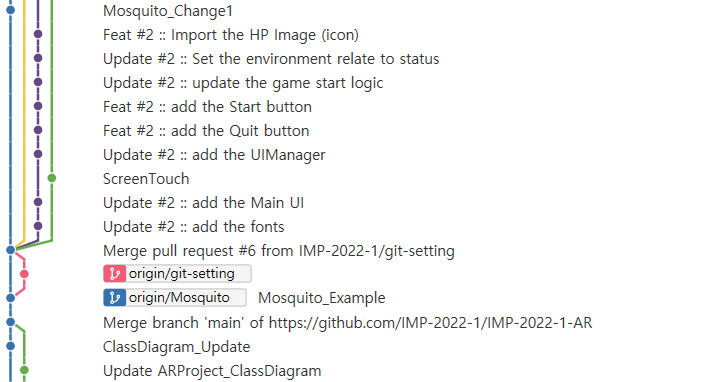 Mosquito_Change1
Feat #2 :: Import the HP Image (icon)
Update #2 :: Set the environment relate to status
Update #2 :: update the game start logic
Feat #2 :: add the Start button
Feat #2 :: add the Quit button
Update #2 :: add the UIManager
ScreenTouch
Update #2 :: add the Main UI
Update #2 :: add the fonts
Merge pull request #6 from IMP-2022-1/git-setting
origin/git-setting
origin/Mosquito Mosquito_Example
Merge branch 'main' of https://github.com/IMP-2022-1/IMP-2022-1-AR
ClassDiagram_Update
Update ARProject_ClassDiagram